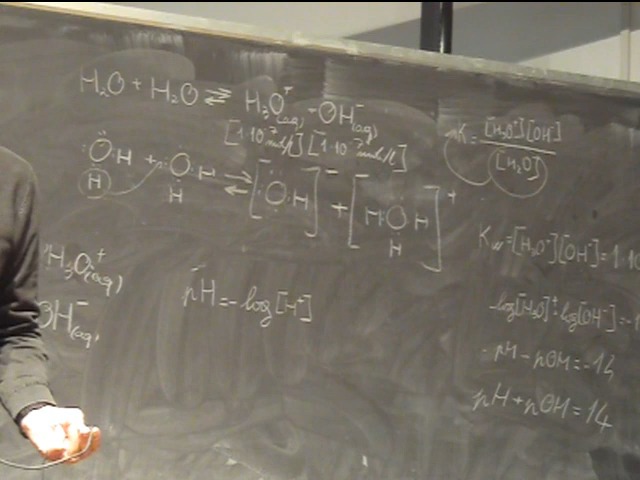 H₂O + H₂O ⇌ H₃O⁺(aq) - OH⁻(aq)
[1·10⁻⁷ mol/l] [1·10⁻⁷ mol/l]
O·H + O·H ⇌ [O·H]⁻ + [H·O H]⁺
H H H
H₃O⁺(aq)
OH⁻(aq)
pH = -log [H⁺]
K = [H₃O⁺][OH⁻]
[H₂O]
Kw = [H₃O⁺][OH⁻] = 1·10
-log[H₃O]⁺ log[OH⁻] = -1
- pH - pOH = -14
pH + pOH = 14